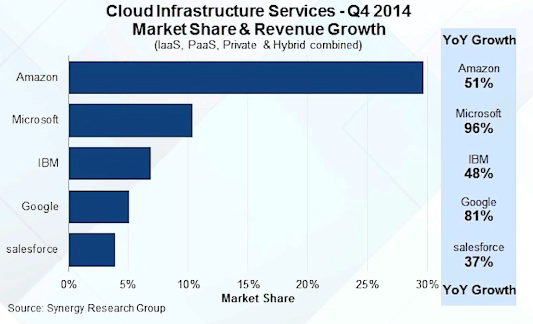 Cloud Infrastructure Services - Q4 2014
Market Share & Revenue Growth
(IaaS, PaaS, Private & Hybrid combined)
YoY Growth
Amazon
51%
Microsoft
96%
IBM
48%
Google
81%
salesforce
37%
YoY Growth
Amazon
Microsoft
IBM
Google
salesforce
0% 5% 10% 15% 20% 25% 30%
Market Share
Source: Synergy Research Group